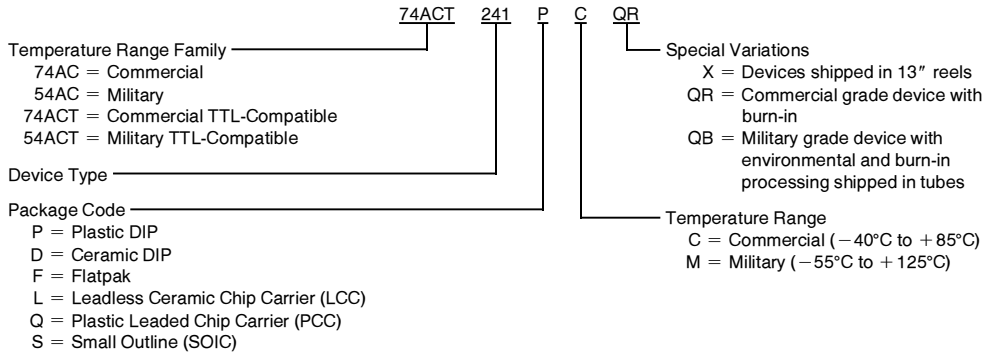 74ACT 241 P C QR
Temperature Range Family
74AC = Commercial
54AC = Military
74ACT = Commercial TTL-Compatible
54ACT = Military TTL-Compatible
Device Type
Package Code
P = Plastic DIP
D = Ceramic DIP
F = Flatpak
L = Leadless Ceramic Chip Carrier (LCC)
Q = Plastic Leaded Chip Carrier (PCC)
S = Small Outline (SOIC)
Special Variations
X = Devices shipped in 13″ reels
QR = Commercial grade device with
burn-in
QB = Military grade device with
environmental and burn-in
processing shipped in tubes
Temperature Range
C = Commercial (−40°C to +85°C)
M = Military (−55°C to +125°C)